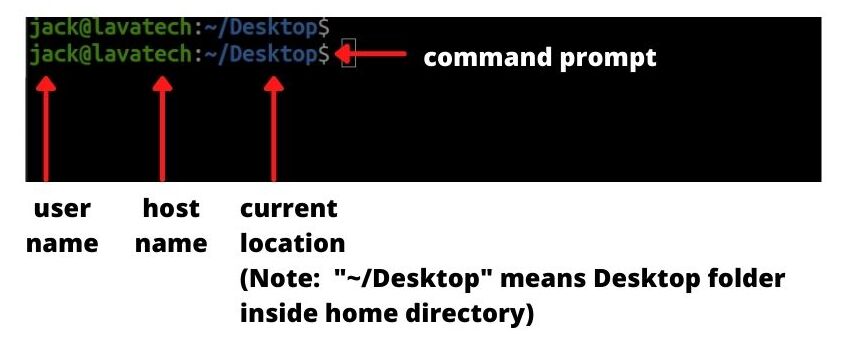 jack@lavatech:~/Desktop$
jack@lavatech:~/Desktop$
command prompt
user name
host name
current location
(Note: "~/Desktop" means Desktop folder
inside home directory)